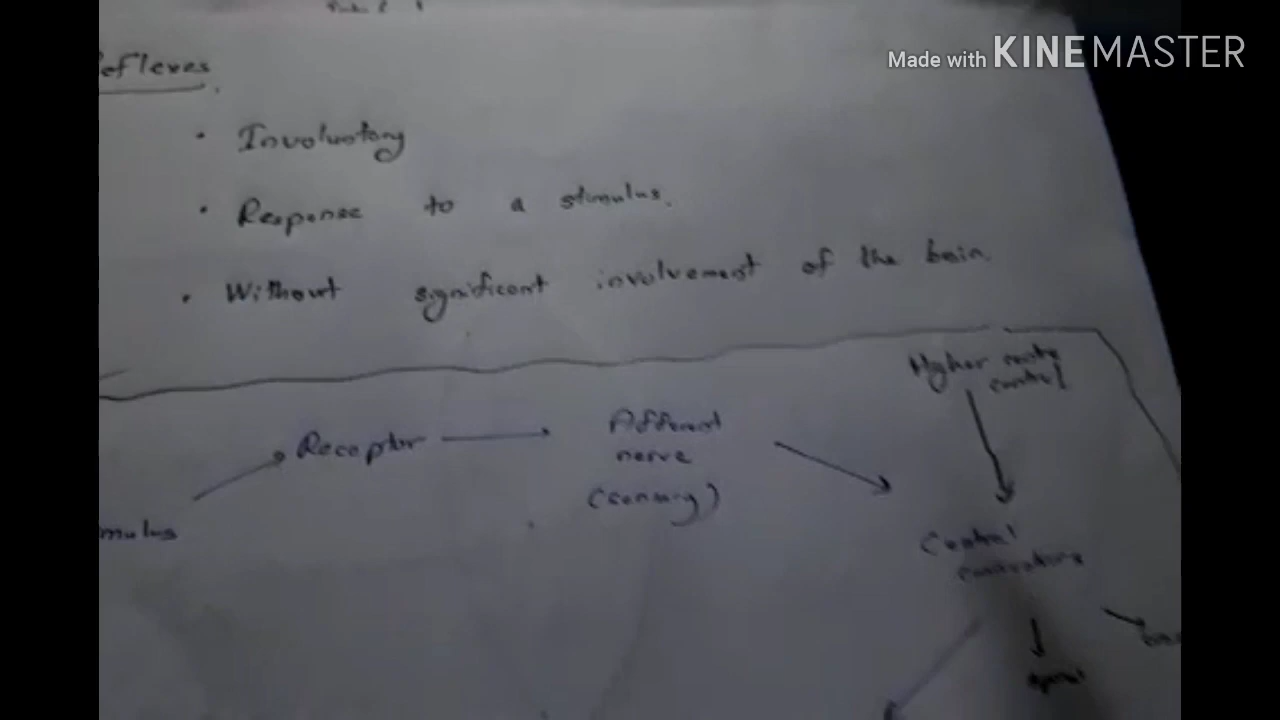 Made with KINEMASTER
eflexes
• Involuntary
• Response to a stimulus.
• Without significant involvement of the brain.
Higher centre
control
Receptor
Afferent
nerve
(sensory)
mulus
Central